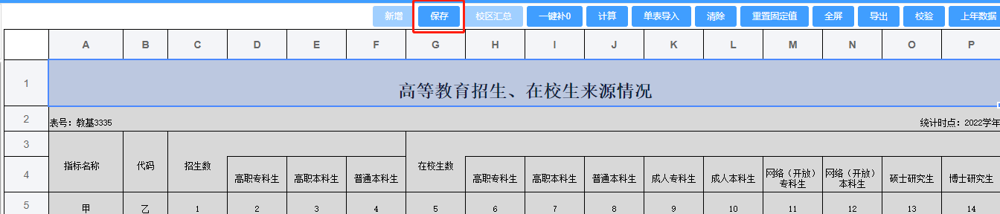 新增 保存 校区汇总 一键补0 计算 单表导入 清除 重置固定值 全屏 导出 校验 上年数据
A B C D E F G H I J K L M N O P
1 高等教育招生、在校生来源情况
2 表号：教基3335 统计时点：2022学年
3
指标名称 代码 招生数 在校生数
4 高职专科生 高职本科生 普通本科生 高职专科生 高职本科生 普通本科生 成人专科生 成人本科生 网络（开放）专科生 网络（开放）本科生 硕士研究生 博士研究生
5 甲 乙 1 2 3 4 5 6 7 8 9 10 11 12 13 14